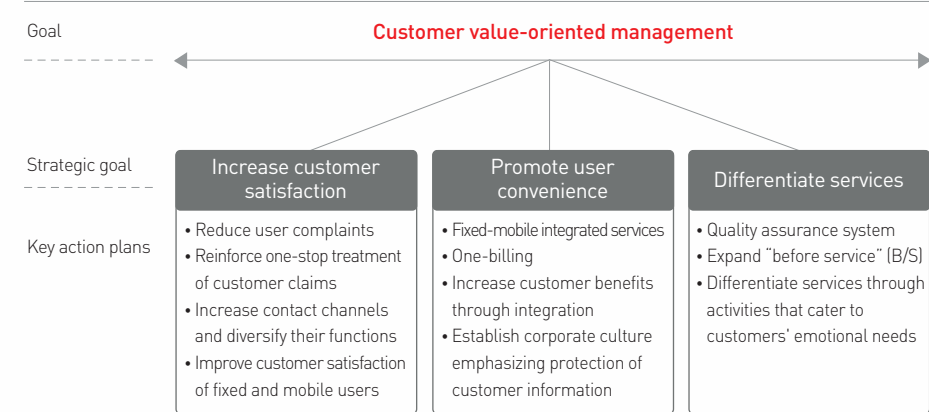 Goal
Customer value-oriented management
Strategic goal
Increase customer
satisfaction
Promote user
convenience
Differentiate services
Key action plans
• Reduce user complaints
• Reinforce one-stop treatment
of customer claims
• Increase contact channels
and diversify their functions
• Improve customer satisfaction
of fixed and mobile users
• Fixed-mobile integrated services
• One-billing
• Increase customer benefits
through integration
• Establish corporate culture
emphasizing protection of
customer information
• Quality assurance system
• Expand “before service” (B/S)
• Differentiate services through
activities that cater to
customers' emotional needs